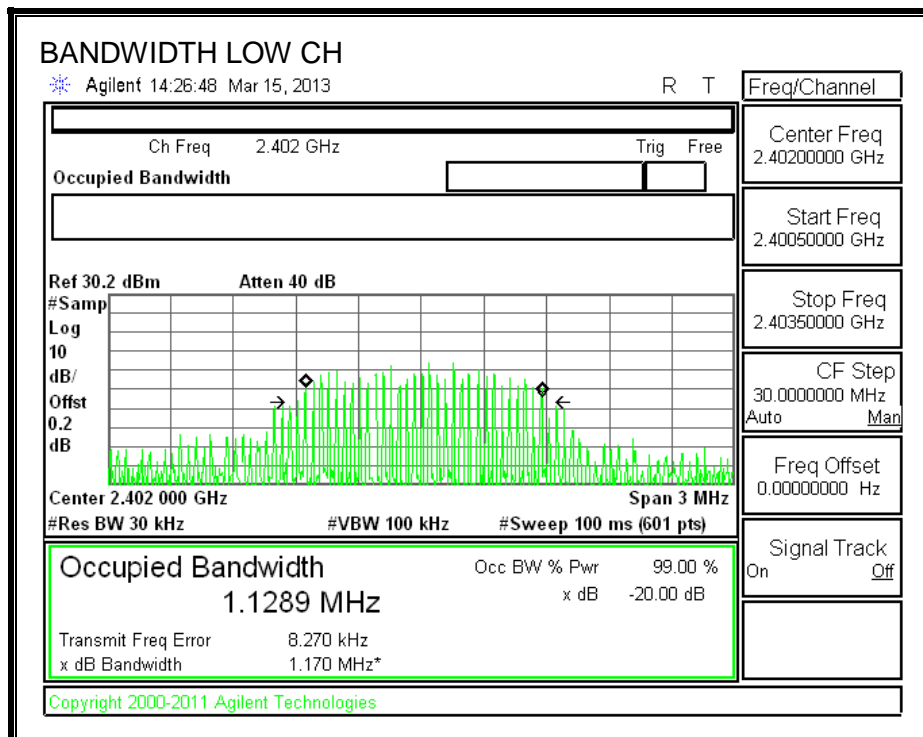 BANDWIDTH LOW CH
Agilent 14:26:48 Mar 15, 2013 R T
Freq/Channel
Ch Freq 2.402 GHz Trig Free
Occupied Bandwidth
Center Freq
2.40200000 GHz
Start Freq
2.40050000 GHz
Stop Freq
2.40350000 GHz
CF Step
30.0000000 MHz
Auto Man
Freq Offset
0.00000000 Hz
Signal Track
On Off
Ref 30.2 dBm Atten 40 dB
#Samp
Log
10
dB/
Offst
0.2
dB
Center 2.402 000 GHz Span 3 MHz
#Res BW 30 kHz #VBW 100 kHz #Sweep 100 ms (601 pts)
Occupied Bandwidth Occ BW % Pwr 99.00 %
1.1289 MHz x dB -20.00 dB
Transmit Freq Error 8.270 kHz
x dB Bandwidth 1.170 MHz*
Copyright 2000-2011 Agilent Technologies